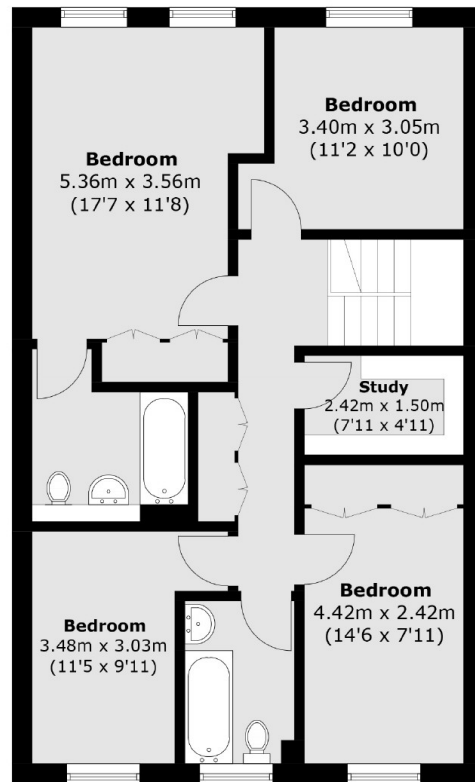 Bedroom
5.36m x 3.56m
(17'7 x 11'8)
Bedroom
3.40m x 3.05m
(11'2 x 10'0)
Study
2.42m x 1.50m
(7'11 x 4'11)
Bedroom
3.48m x 3.03m
(11'5 x 9'11)
Bedroom
4.42m x 2.42m
(14'6 x 7'11)